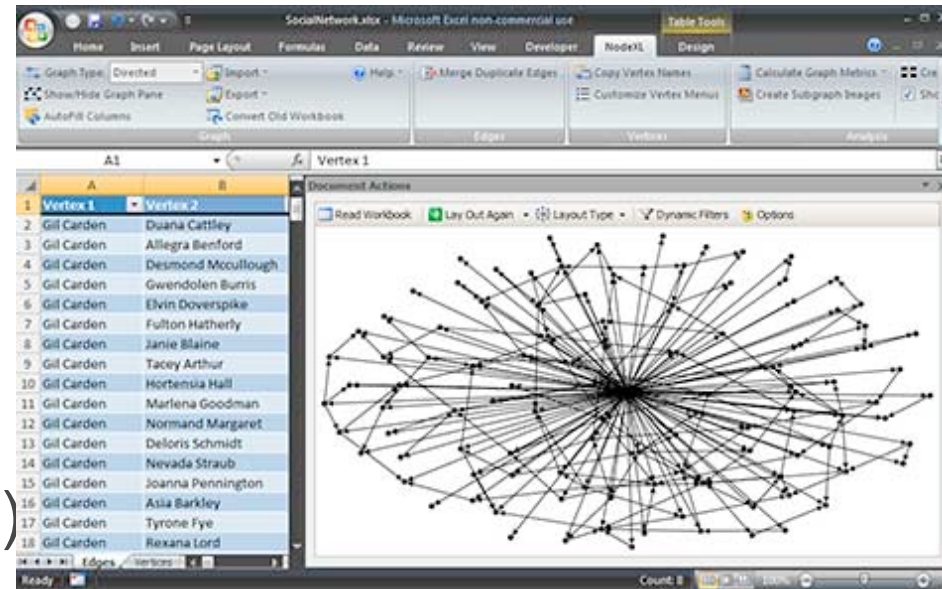 SocialNetwork.xlsx - Microsoft Excel non-commercial use
Table Tools
Home Insert Page Layout Formulas Data Review View Developer NodeXL Design
Graph Type: Directed Import Help Merge Duplicate Edges Copy Vertex Names Calculate Graph Metrics Cre
Show/Hide Graph Pane Export Customize Vertex Menus Create Subgraph Images Sho
AutoFill Columns Convert Old Workbook
Graph Edges Vertices Analysis
A1 fx Vertex 1
A B Document Actions
1 Vertex 1 Vertex 2
Read Workbook Lay Out Again Layout Type Dynamic Filters Options
2 Gil Carden Duana Cattley
3 Gil Carden Allegra Benford
4 Gil Carden Desmond Mccullough
5 Gil Carden Gwendolen Burris
6 Gil Carden Elvin Doverspike
7 Gil Carden Fulton Hatherly
8 Gil Carden Janie Blaine
9 Gil Carden Tacey Arthur
10 Gil Carden Hortensia Hall
11 Gil Carden Marlena Goodman
12 Gil Carden Normand Margaret
13 Gil Carden Deloris Schmidt
14 Gil Carden Nevada Straub
15 Gil Carden Joanna Pennington
) 16 Gil Carden Asia Barkley
17 Gil Carden Tyrone Fye
18 Gil Carden Rexana Lord
Edges Vertices
Ready Count: 8 100%